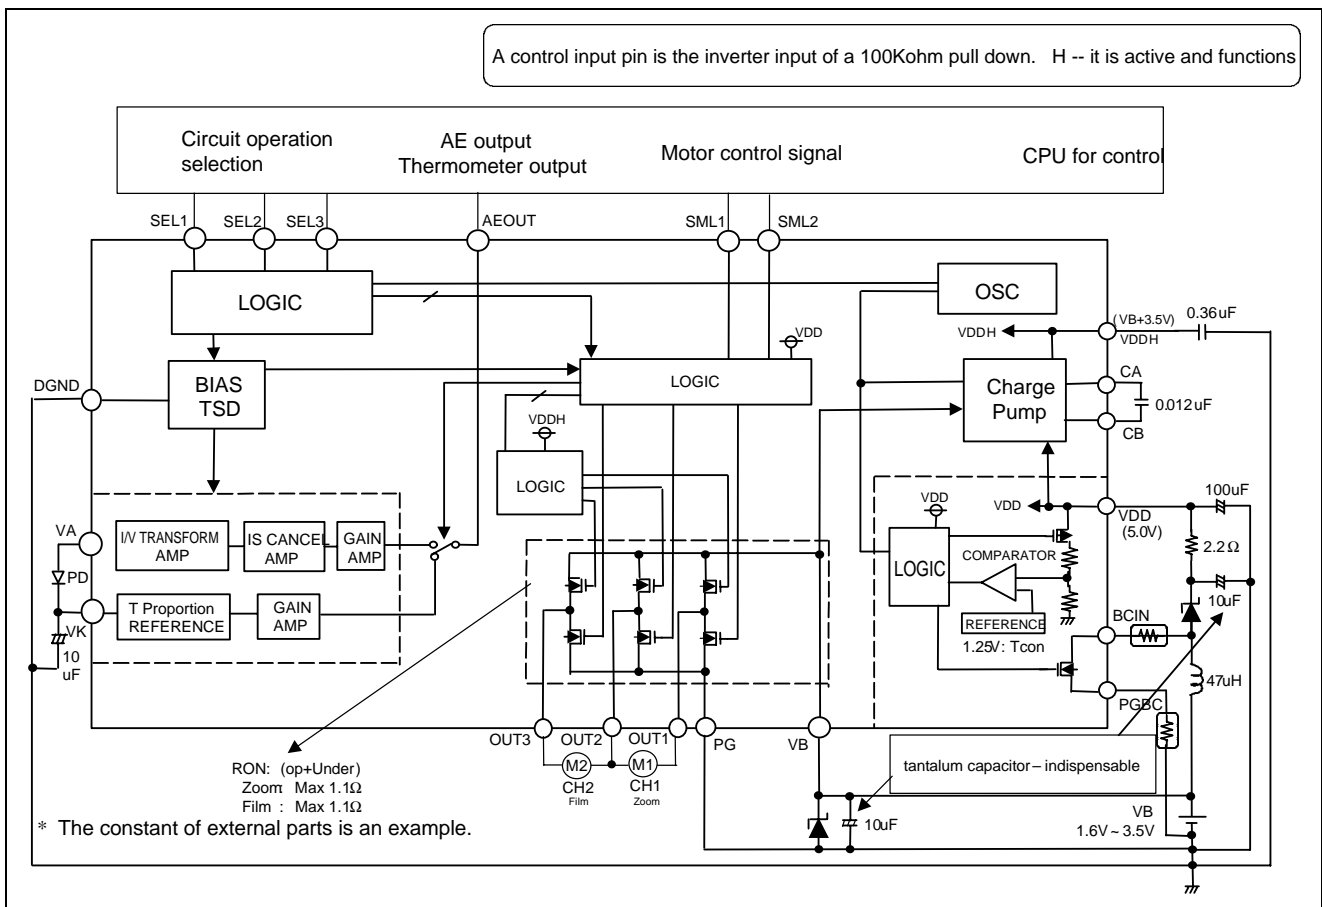 A control input pin is the inverter input of a 100Kohm pull down.   H -- it is active and functions
Circuit operation
selection
AE output
Thermometer output
Motor control signal
CPU for control
SEL1
SEL2
SEL3
AEOUT
SML1
SML2
LOGIC
OSC
VDD
(VB+3.5V)
VDDH
VDDH
0.36uF
DGND
BIAS
TSD
LOGIC
Charge
Pump
CA
0.012uF
CB
VDDH
LOGIC
VDD
VDD
VDD
(5.0V)
100uF
VA
I/V TRANSFORM
AMP
IS CANCEL
AMP
GAIN
AMP
2.2Ω
COMPARATOR
LOGIC
PD
T Proportion
REFERENCE
GAIN
AMP
REFERENCE
1.25V: Tcon
BCIN
10uF
VK
10
uF
47uH
PGBC
OUT3
OUT2
OUT1
PG
VB
M2
M1
CH2
Film
CH1
Zoom
RON: (op+Under)
Zoom: Max 1.1Ω
Film : Max 1.1Ω
tantalum capacitor – indispensable
10uF
VB
1.6V ~ 3.5V
* The constant of external parts is an example.